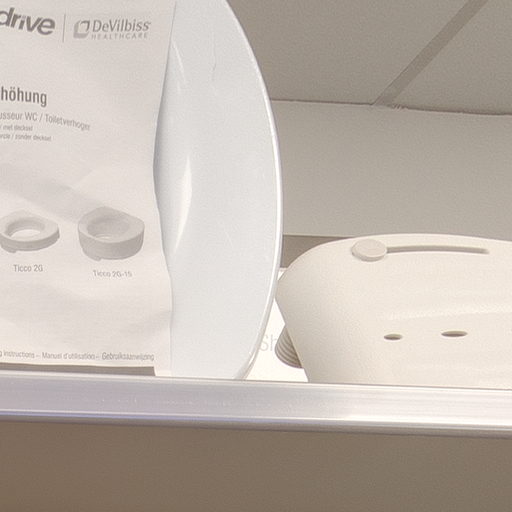 drive DeVilbiss
HEALTHCARE
höhung
usseur WC / Toiletverhoger
/ met deksel
ercle / zonder deksel
Ticco 2G
Ticco 2G-15
g instructions – Manuel d'utilisation – Gebruiksaanwijzing